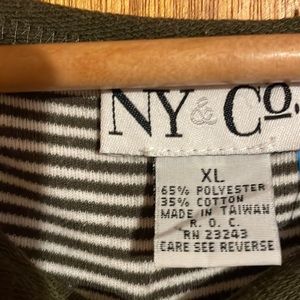 NY & Co.
XL
65% POLYESTER
35% COTTON
MADE IN TAIWAN
R. O. C.
RN 23243
CARE SEE REVERSE